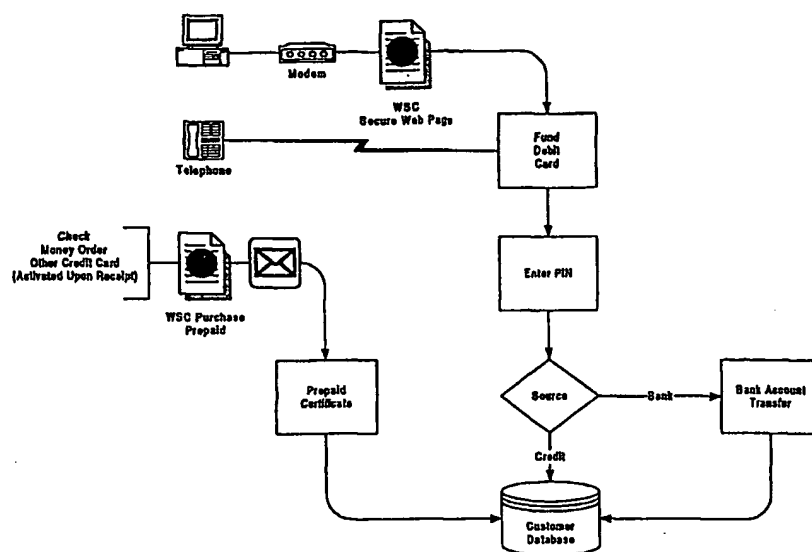 Modem
WSC
Secure Web Page
Fund
Debit
Card
Telephone
Check
Money Order
Other Credit Card
(Activated Upon Receipt)
WSC Purchase
Prepaid
Enter PIN
Prepaid
Certificate
Source
Bank
Bank Account
Transfer
Credit
Customer
Database